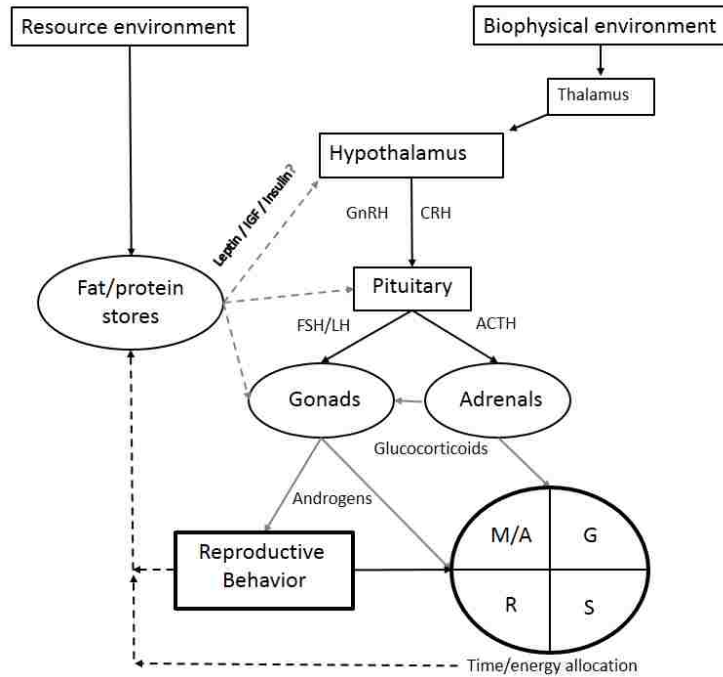 Resource environment
Biophysical environment
Thalamus
Hypothalamus
Leptin / IGF / Insulin?
GnRH
CRH
Fat/protein
stores
Pituitary
FSH/LH
ACTH
Gonads
Adrenals
Glucocorticoids
Androgens
Reproductive
Behavior
M/A
G
R
S
Time/energy allocation